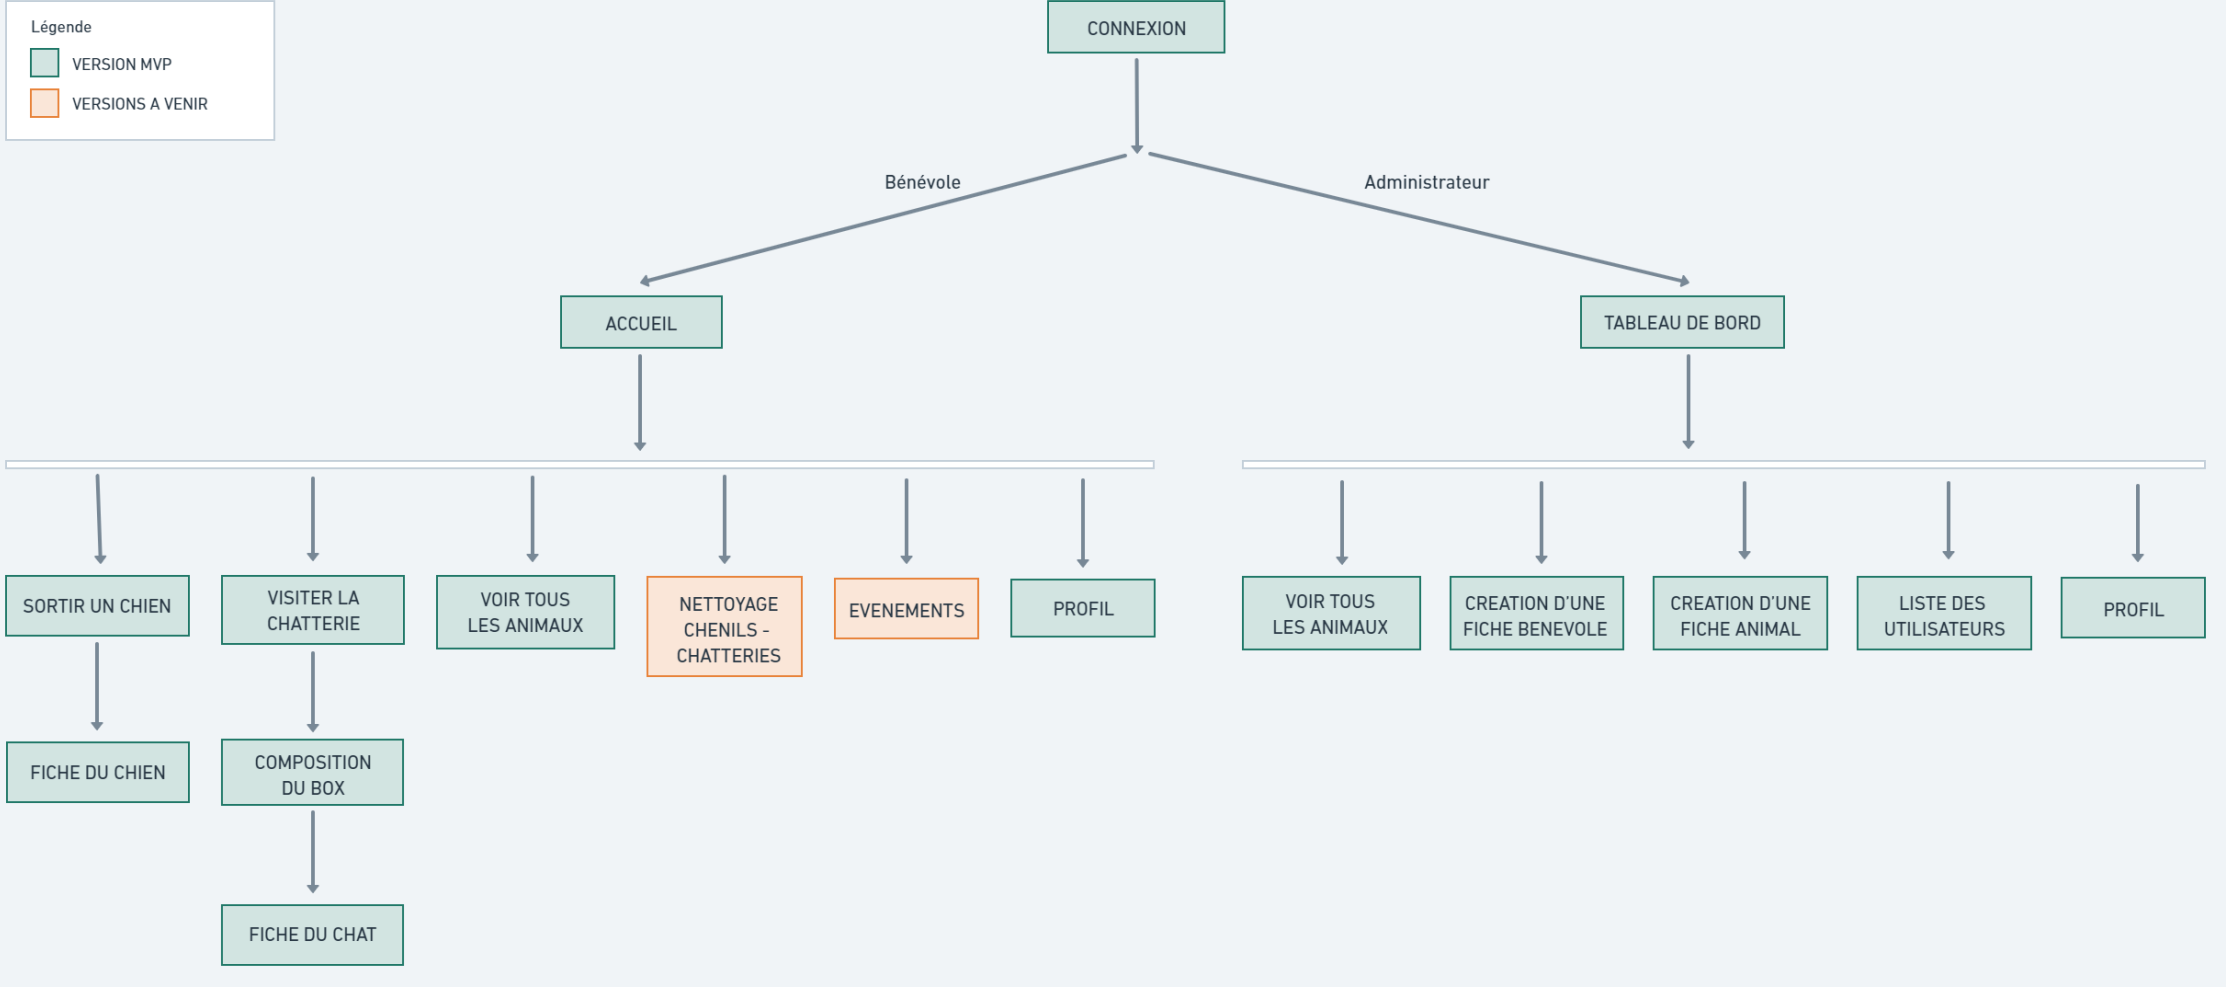 Légende
VERSION MVP
VERSIONS A VENIR
CONNEXION
Bénévole
Administrateur
ACCUEIL
TABLEAU DE BORD
SORTIR UN CHIEN
VISITER LA
CHATTERIE
VOIR TOUS
LES ANIMAUX
NETTOYAGE
CHENILS -
CHATTERIES
EVENEMENTS
PROFIL
VOIR TOUS
LES ANIMAUX
CREATION D'UNE
FICHE BENEVOLE
CREATION D'UNE
FICHE ANIMAL
LISTE DES
UTILISATEURS
PROFIL
FICHE DU CHIEN
COMPOSITION
DU BOX
FICHE DU CHAT